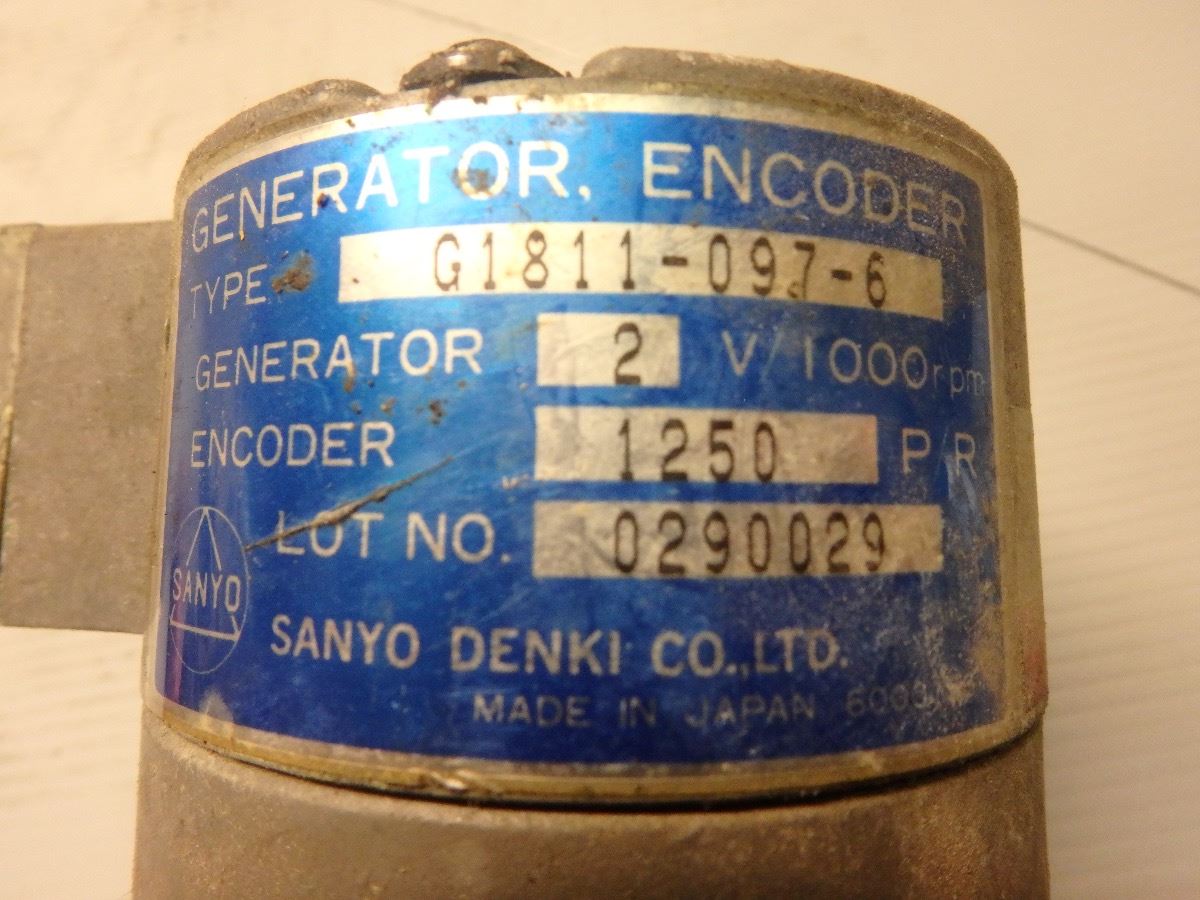 GENERATOR, ENCODER
TYPE G1811-097-6
GENERATOR 2 V/1000rpm
ENCODER 1250 P/R
LOT NO. 0290029
SANYO
SANYO DENKI CO.,LTD.
MADE IN JAPAN